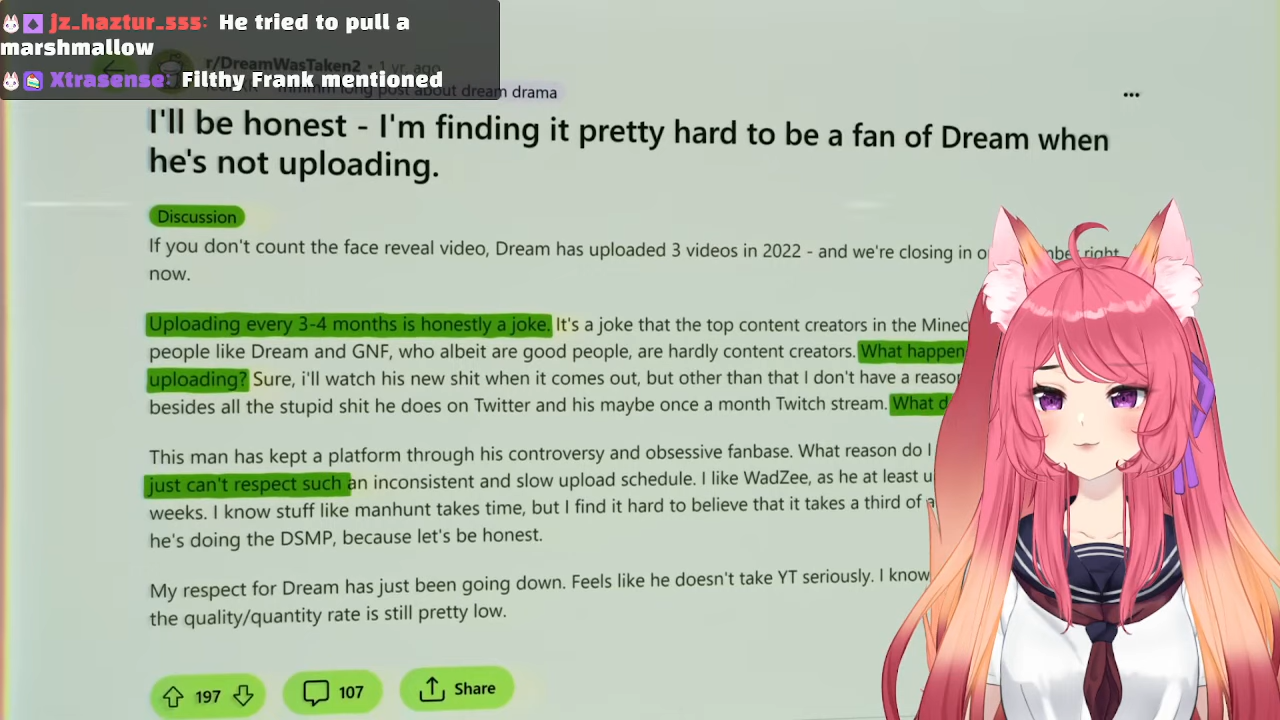 jz_haztur_sss: He tried to pull a
marshmallow
Xtrasense: Filthy Frank mentioned
r/DreamWasTaken2 • 1 yr. ago
long post about dream drama
I'll be honest - I'm finding it pretty hard to be a fan of Dream when
he's not uploading.
Discussion
If you don't count the face reveal video, Dream has uploaded 3 videos in 2022 - and we're closing in right
now.
Uploading every 3-4 months is honestly a joke. It's a joke that the top content creators in the
people like Dream and GNF, who albeit are good people, are hardly content creators. What
uploading? Sure, i'll watch his new shit when it comes out, but other than that I don't have a
besides all the stupid shit he does on Twitter and his maybe once a month Twitch stream. What
This man has kept a platform through his controversy and obsessive fanbase. What reason do I
just can't respect such an inconsistent and slow upload schedule. I like WadZee, as he at least
weeks. I know stuff like manhunt takes time, but I find it hard to believe that it takes a third of
he's doing the DSMP, because let's be honest.
My respect for Dream has just been going down. Feels like he doesn't take YT seriously. I know
the quality/quantity rate is still pretty low.
197
107
Share